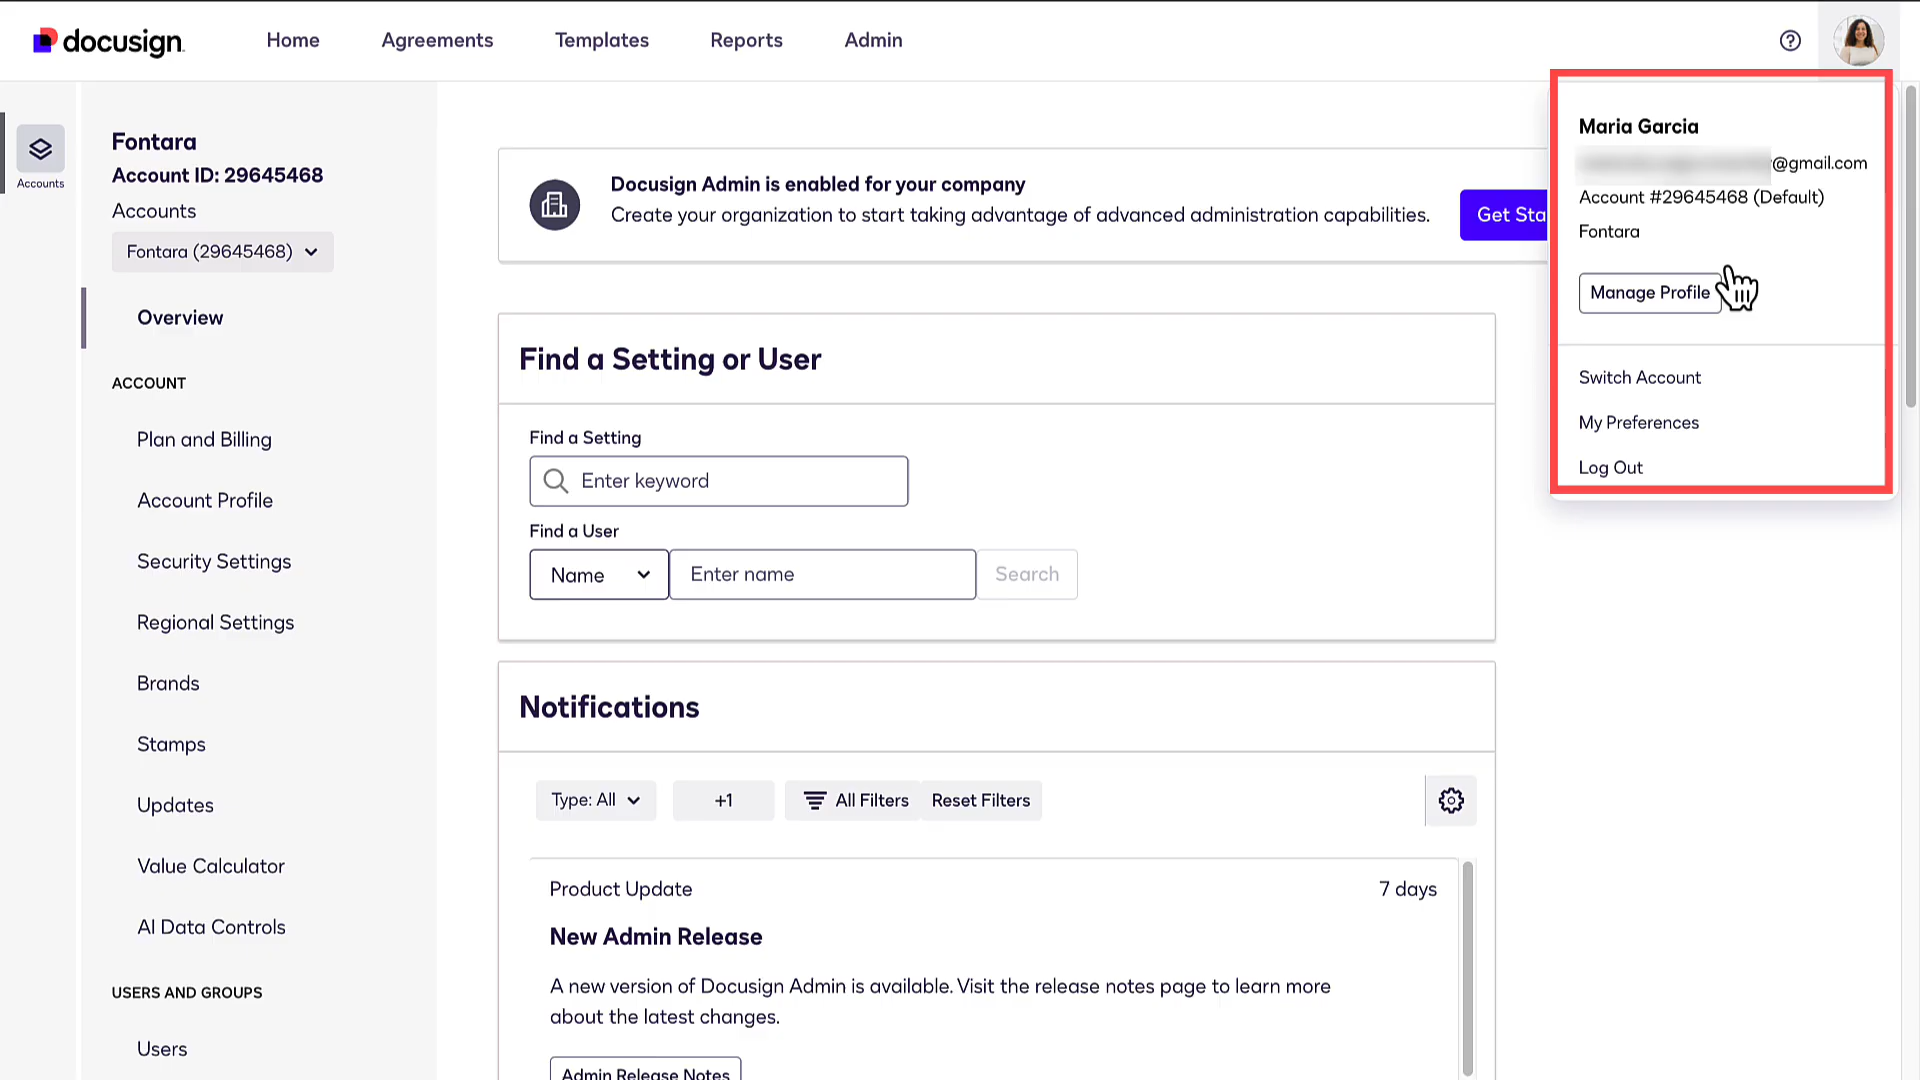 docusign
Home
Agreements
Templates
Reports
Admin
Accounts
Fontara
Account ID: 29645468
Accounts
Fontara (29645468)
Overview
ACCOUNT
Plan and Billing
Account Profile
Security Settings
Regional Settings
Brands
Stamps
Updates
Value Calculator
AI Data Controls
USERS AND GROUPS
Users
Docusign Admin is enabled for your company
Create your organization to start taking advantage of advanced administration capabilities.
Get Sta
Find a Setting or User
Find a Setting
Enter keyword
Find a User
Name
Enter name
Search
Notifications
Type: All
+1
All Filters
Reset Filters
Product Update
7 days
New Admin Release
A new version of Docusign Admin is available. Visit the release notes page to learn more
about the latest changes.
Admin Release Notes
Maria Garcia
@gmail.com
Account #29645468 (Default)
Fontara
Manage Profile
Switch Account
My Preferences
Log Out